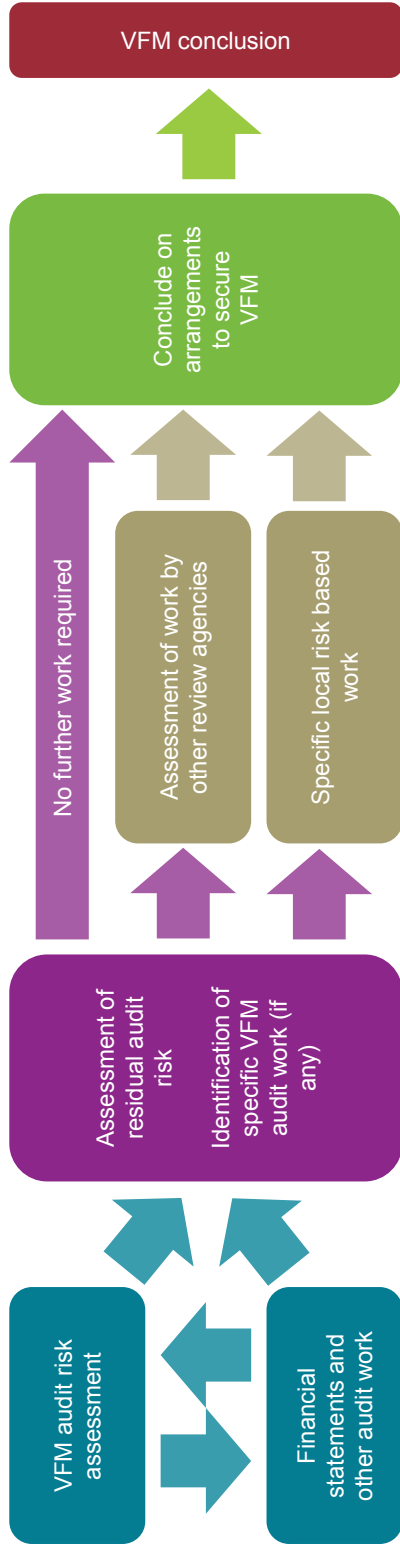 VFM audit risk
assessment
Financial
statements and
other audit work
Assessment of
residual audit
risk
Identification of
specific VFM
audit work (if
any)
No further work required
Assessment of work by
other review agencies
Specific local risk based
work
Conclude on
arrangements
to secure
VFM
VFM conclusion